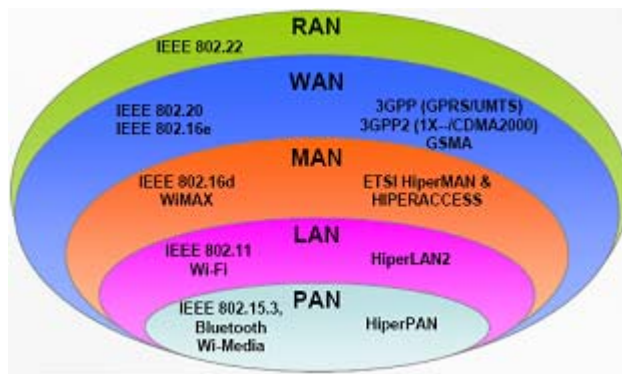 RAN
IEEE 802.22
WAN
IEEE 802.20
IEEE 802.16e
3GPP (GPRS/UMTS)
3GPP2 (1X--/CDMA2000)
GSMA
MAN
IEEE 802.16d
WiMAX
ETSI HiperMAN &
HIPERACCESS
LAN
IEEE 802.11
Wi-Fi
HiperLAN2
PAN
IEEE 802.15.3,
Bluetooth
Wi-Media
HiperPAN